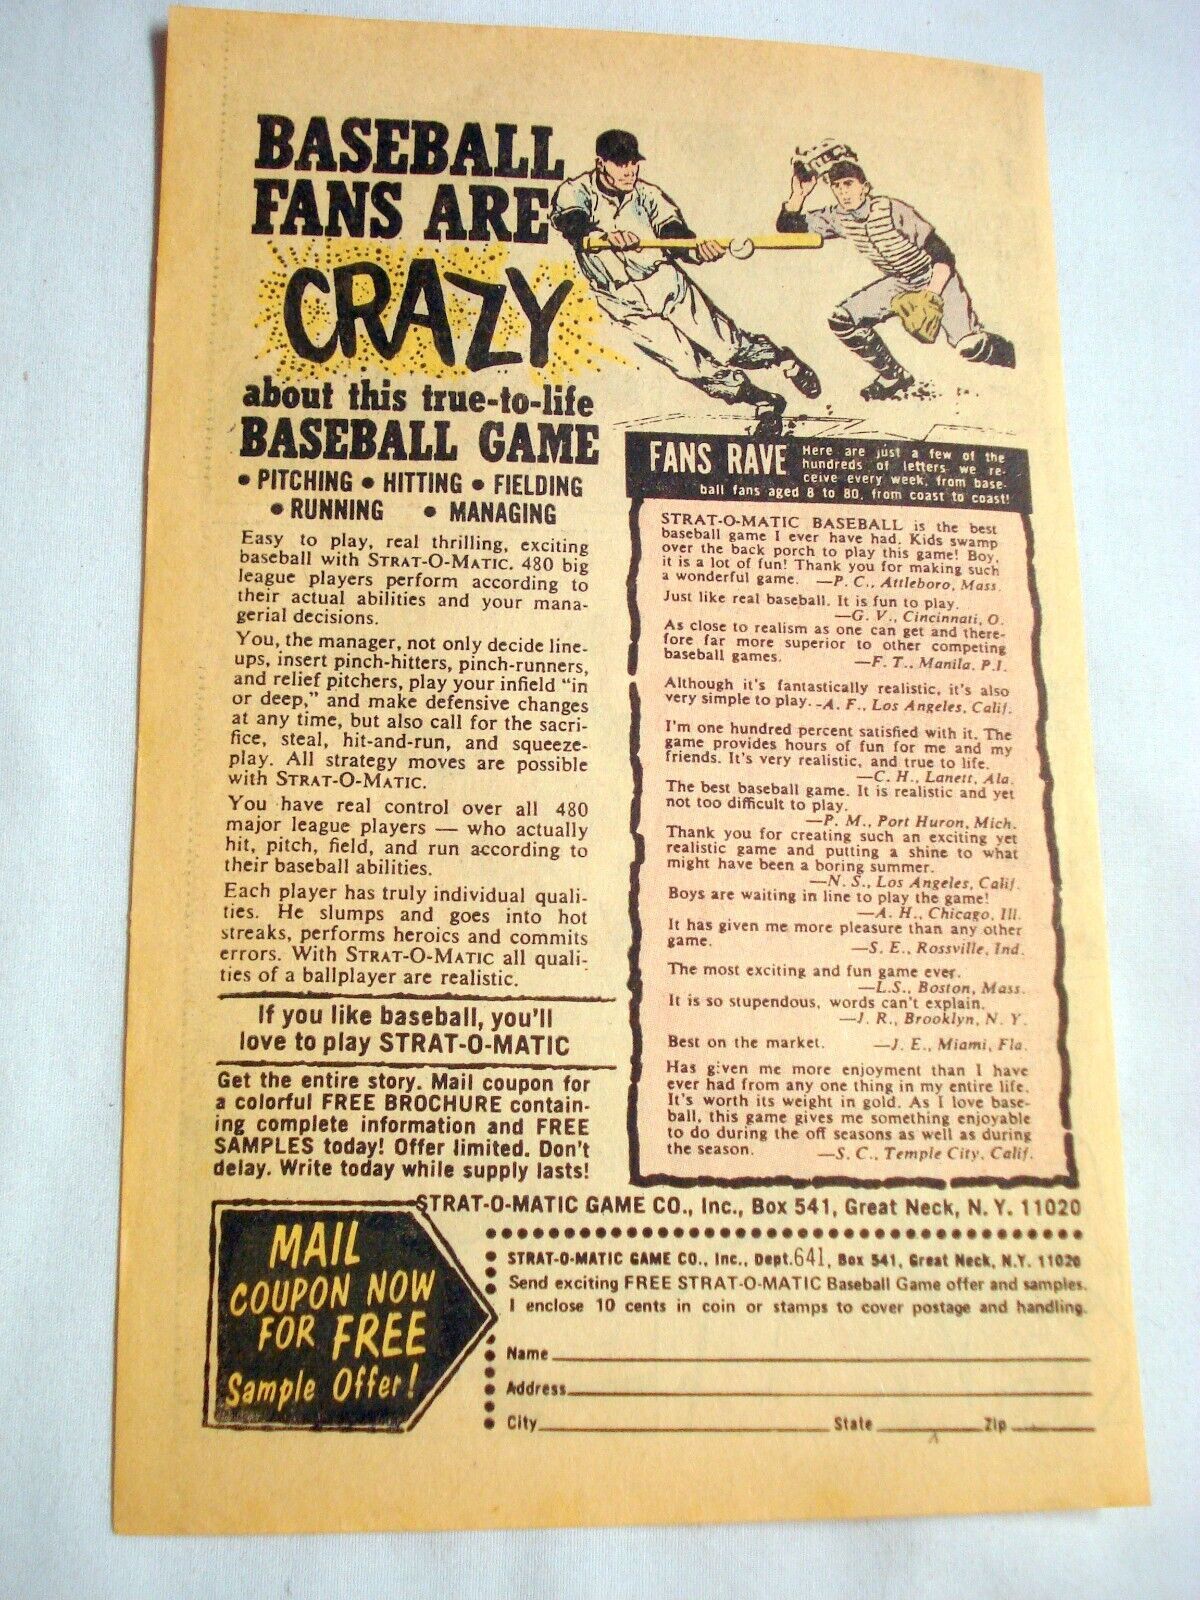 BASEBALL
FANS ARE
CRAZY
about this true-to-life
BASEBALL GAME
• PITCHING • HITTING • FIELDING
• RUNNING • MANAGING
Easy to play, real thrilling, exciting
baseball with STRAT-O-MATIC. 480 big
league players perform according to
their actual abilities and your mana-
gerial decisions.
You, the manager, not only decide line-
ups, insert pinch-hitters, pinch-runners,
and relief pitchers, play your infield “in
or deep,” and make defensive changes
at any time, but also call for the sacri-
fice, steal, hit-and-run, and squeeze-
play. All strategy moves are possible
with STRAT-O-MATIC.
You have real control over all 480
major league players — who actually
hit, pitch, field, and run according to
their baseball abilities.
Each player has truly individual quali-
ties. He slumps and goes into hot
streaks, performs heroics and commits
errors. With STRAT-O-MATIC all quali-
ties of a ballplayer are realistic.
If you like baseball, you'll
love to play STRAT-O-MATIC
Get the entire story. Mail coupon for
a colorful FREE BROCHURE contain-
ing complete information and FREE
SAMPLES today! Offer limited. Don't
delay. Write today while supply lasts!
FANS RAVE
Here are just a few of the
hundreds of letters we re-
ceive every week, from base-
ball fans aged 8 to 80, from coast to coast!
STRAT-O-MATIC BASEBALL is the best
baseball game I ever have had. Kids swamp
over the back porch to play this game! Boy,
it is a lot of fun! Thank you for making such
a wonderful game. —P. C., Attleboro, Mass.
Just like real baseball. It is fun to play.
—G. V., Cincinnati, O.
As close to realism as one can get and there-
fore far more superior to other competing
baseball games. —F. T., Manila, P.I.
Although it's fantastically realistic, it's also
very simple to play. -A. F., Los Angeles, Calif.
I'm one hundred percent satisfied with it. The
game provides hours of fun for me and my
friends. It's very realistic, and true to life.
—C. H., Lanett, Ala.
The best baseball game. It is realistic and yet
not too difficult to play.
—P. M., Port Huron, Mich.
Thank you for creating such an exciting yet
realistic game and putting a shine to what
might have been a boring summer.
—N. S., Los Angeles, Calif.
Boys are waiting in line to play the game!
—A. H., Chicago, Ill.
It has given me more pleasure than any other
game. —S. E., Rossville, Ind.
The most exciting and fun game ever.
—L.S., Boston, Mass.
It is so stupendous, words can't explain.
—J. R., Brooklyn, N. Y.
Best on the market. —J. E., Miami, Fla.
Has given me more enjoyment than I have
ever had from any one thing in my entire life.
It's worth its weight in gold. As I love base-
ball, this game gives me something enjoyable
to do during the off seasons as well as during
the season. —S. C., Temple City, Calif.
STRAT-O-MATIC GAME CO., Inc., Box 541, Great Neck, N. Y. 11020
MAIL
COUPON NOW
FOR FREE
Sample Offer!
STRAT-O-MATIC GAME CO., Inc., Dept. 641, Box 541, Great Neck, N.Y. 11020
Send exciting FREE STRAT-O-MATIC Baseball Game offer and samples.
I enclose 10 cents in coin or stamps to cover postage and handling.
Name
Address
City State Zip